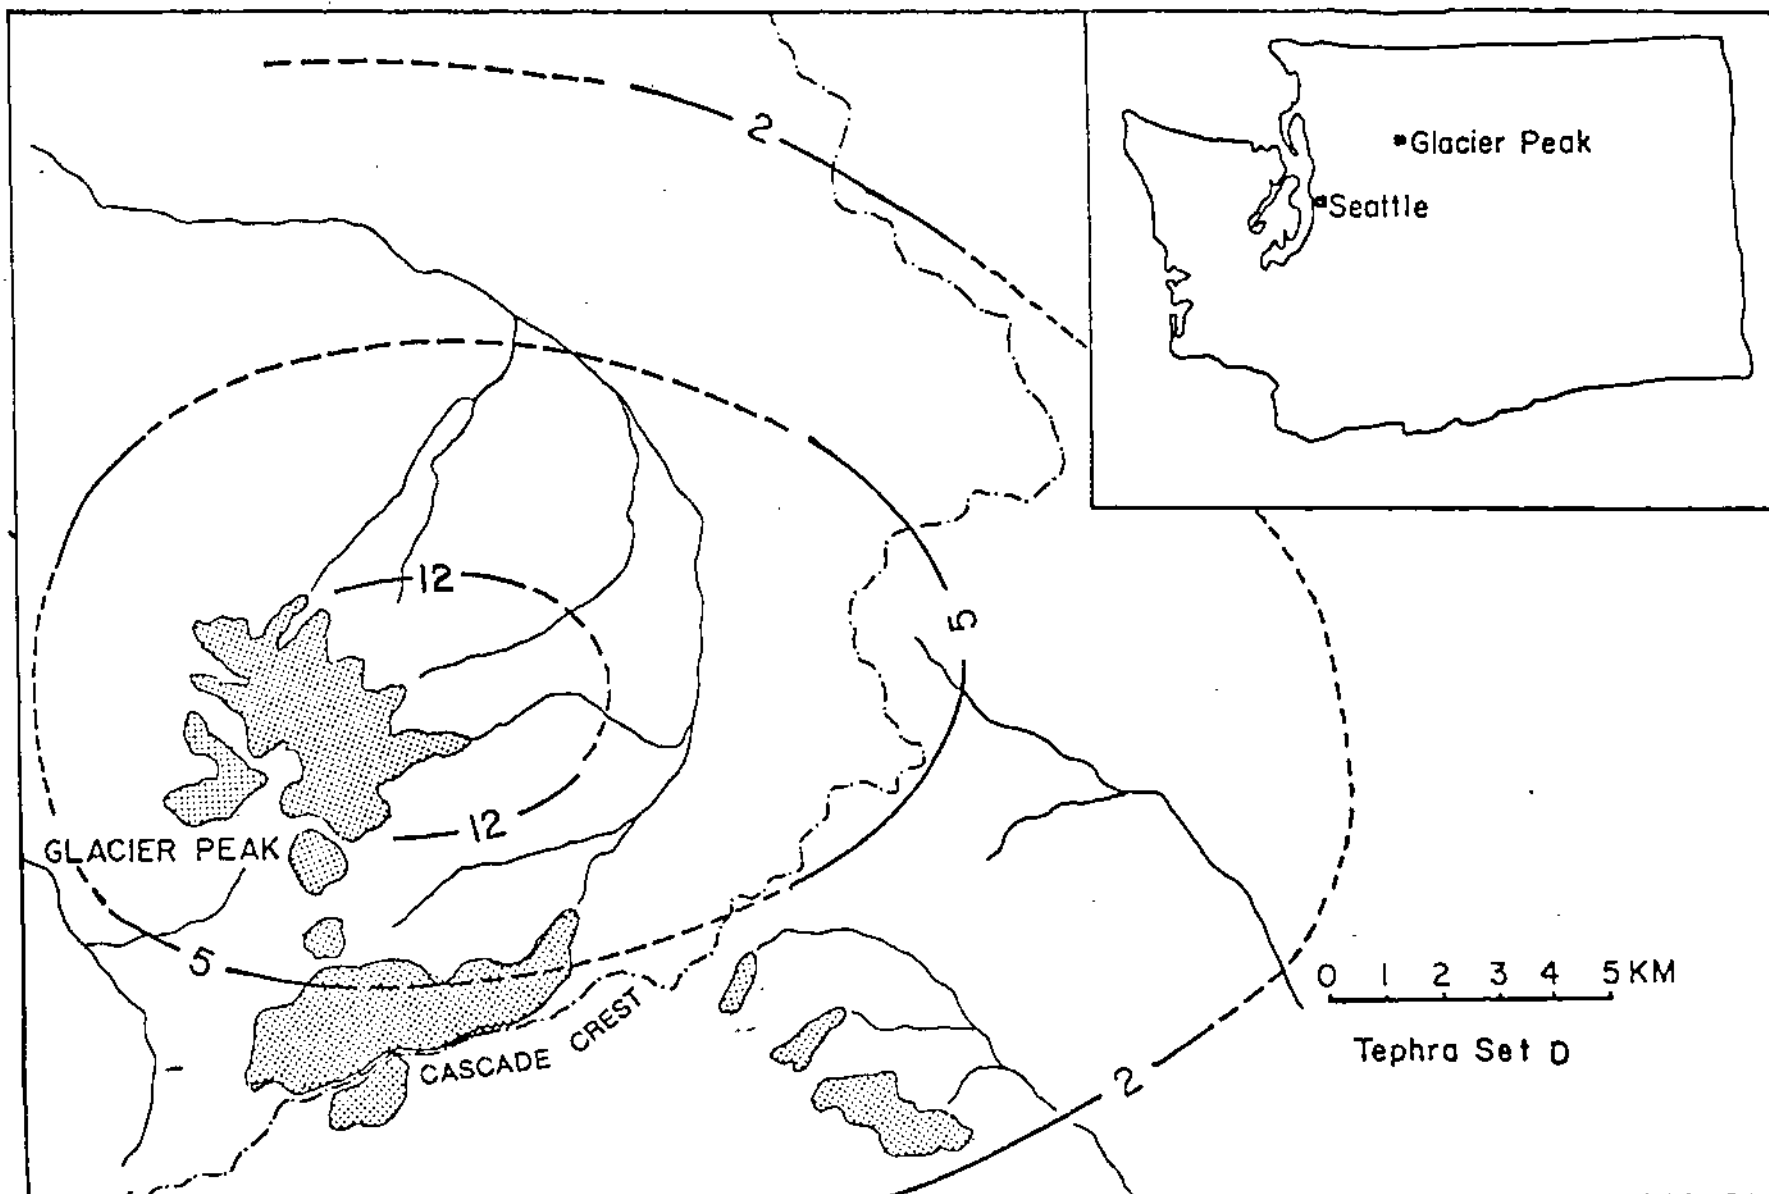 2
Glacier Peak
Seattle
12
5
12
GLACIER PEAK
5
CASCADE CREST
2
0 1 2 3 4 5 KM
Tephra Set D